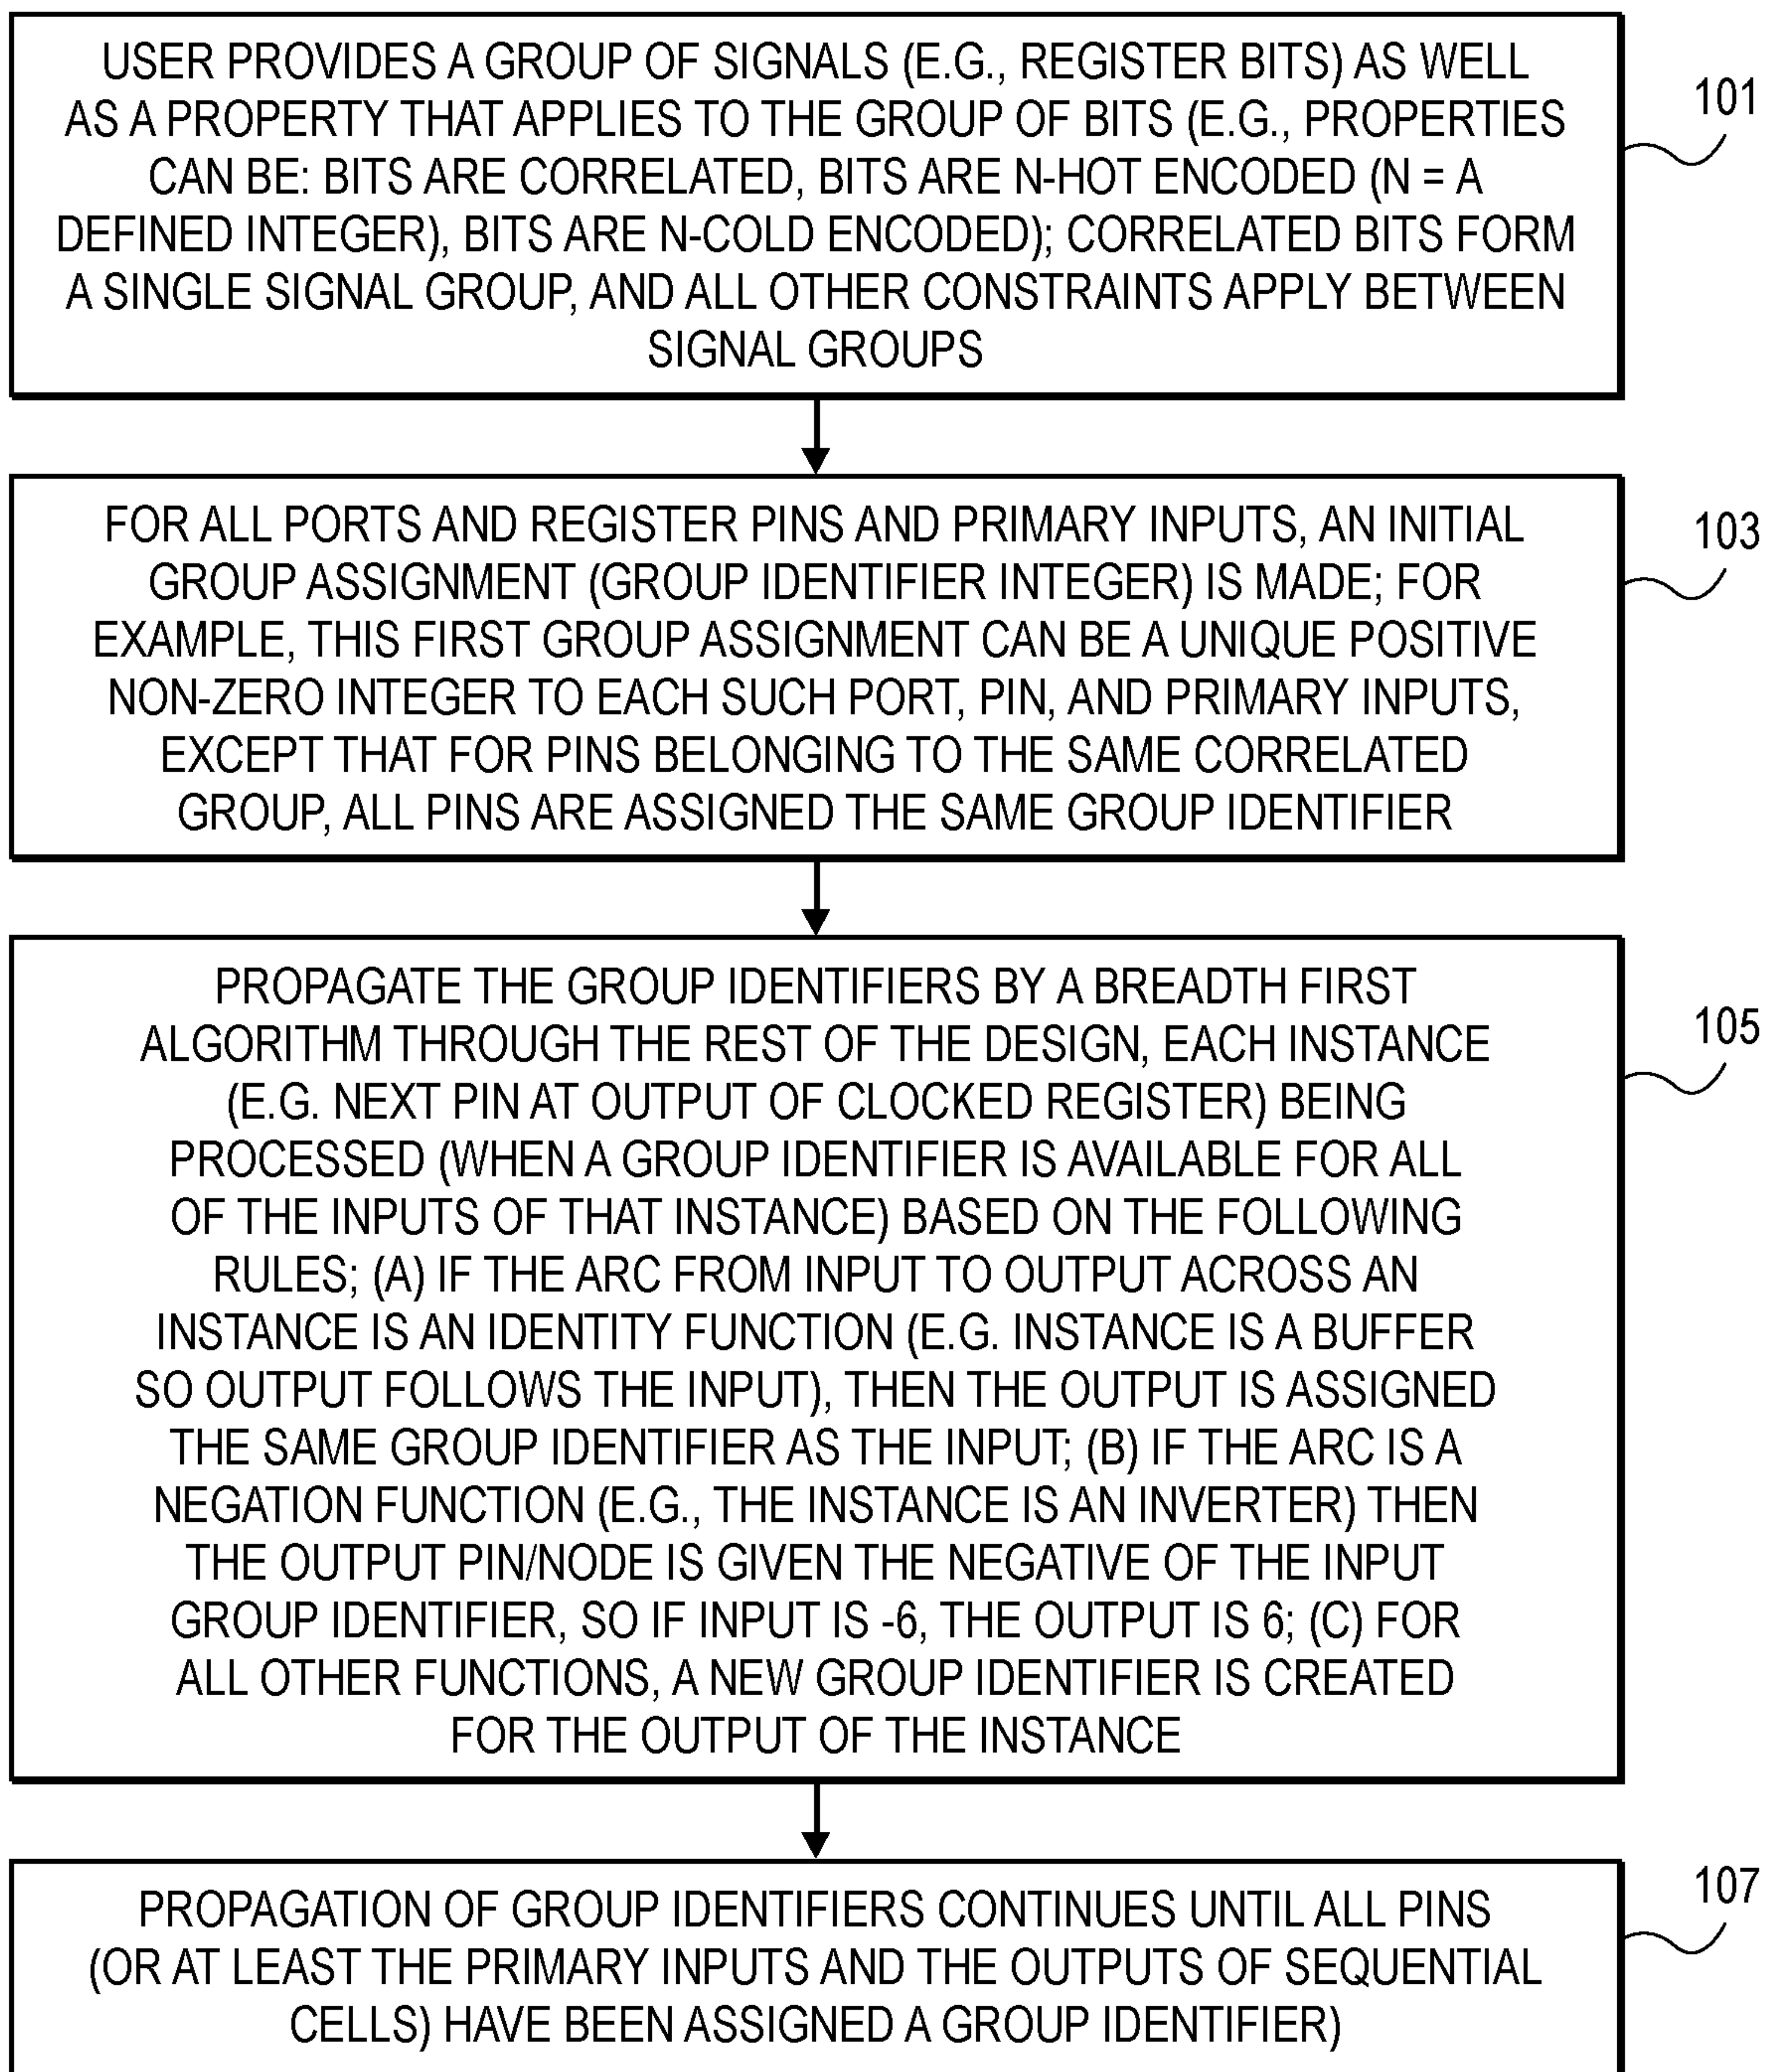 USER PROVIDES A GROUP OF SIGNALS (E.G., REGISTER BITS) AS WELL
AS A PROPERTY THAT APPLIES TO THE GROUP OF BITS (E.G., PROPERTIES
CAN BE: BITS ARE CORRELATED, BITS ARE N-HOT ENCODED (N = A
DEFINED INTEGER), BITS ARE N-COLD ENCODED); CORRELATED BITS FORM
A SINGLE SIGNAL GROUP, AND ALL OTHER CONSTRAINTS APPLY BETWEEN
SIGNAL GROUPS
101
FOR ALL PORTS AND REGISTER PINS AND PRIMARY INPUTS, AN INITIAL
GROUP ASSIGNMENT (GROUP IDENTIFIER INTEGER) IS MADE; FOR
EXAMPLE, THIS FIRST GROUP ASSIGNMENT CAN BE A UNIQUE POSITIVE
NON-ZERO INTEGER TO EACH SUCH PORT, PIN, AND PRIMARY INPUTS,
EXCEPT THAT FOR PINS BELONGING TO THE SAME CORRELATED
GROUP, ALL PINS ARE ASSIGNED THE SAME GROUP IDENTIFIER
103
PROPAGATE THE GROUP IDENTIFIERS BY A BREADTH FIRST
ALGORITHM THROUGH THE REST OF THE DESIGN, EACH INSTANCE
(E.G. NEXT PIN AT OUTPUT OF CLOCKED REGISTER) BEING
PROCESSED (WHEN A GROUP IDENTIFIER IS AVAILABLE FOR ALL
OF THE INPUTS OF THAT INSTANCE) BASED ON THE FOLLOWING
RULES; (A) IF THE ARC FROM INPUT TO OUTPUT ACROSS AN
INSTANCE IS AN IDENTITY FUNCTION (E.G. INSTANCE IS A BUFFER
SO OUTPUT FOLLOWS THE INPUT), THEN THE OUTPUT IS ASSIGNED
THE SAME GROUP IDENTIFIER AS THE INPUT; (B) IF THE ARC IS A
NEGATION FUNCTION (E.G., THE INSTANCE IS AN INVERTER) THEN
THE OUTPUT PIN/NODE IS GIVEN THE NEGATIVE OF THE INPUT
GROUP IDENTIFIER, SO IF INPUT IS -6, THE OUTPUT IS 6; (C) FOR
ALL OTHER FUNCTIONS, A NEW GROUP IDENTIFIER IS CREATED
FOR THE OUTPUT OF THE INSTANCE
105
PROPAGATION OF GROUP IDENTIFIERS CONTINUES UNTIL ALL PINS
(OR AT LEAST THE PRIMARY INPUTS AND THE OUTPUTS OF SEQUENTIAL
CELLS) HAVE BEEN ASSIGNED A GROUP IDENTIFIER)
107